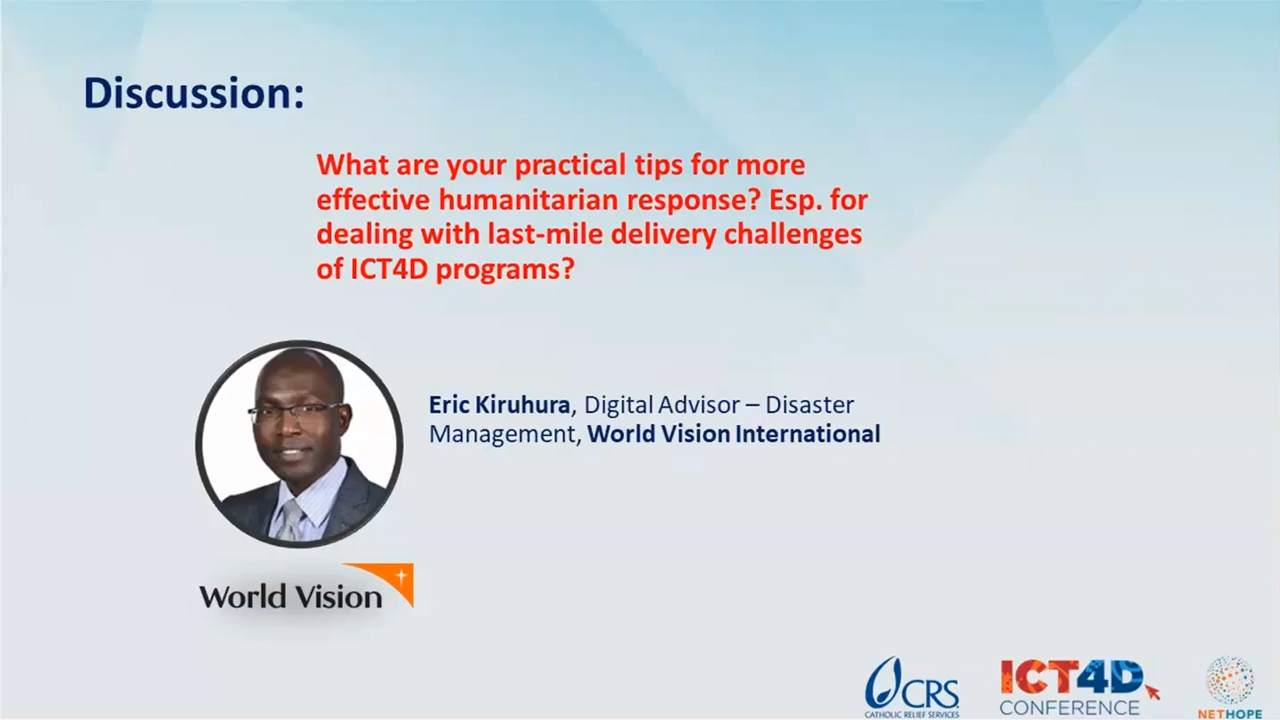 Discussion:
What are your practical tips for more
effective humanitarian response? Esp. for
dealing with last-mile delivery challenges
of ICT4D programs?
Eric Kiruhura, Digital Advisor – Disaster
Management, World Vision International
World Vision
CRS
CATHOLIC RELIEF SERVICES
ICT4D
CONFERENCE
NETHOPE